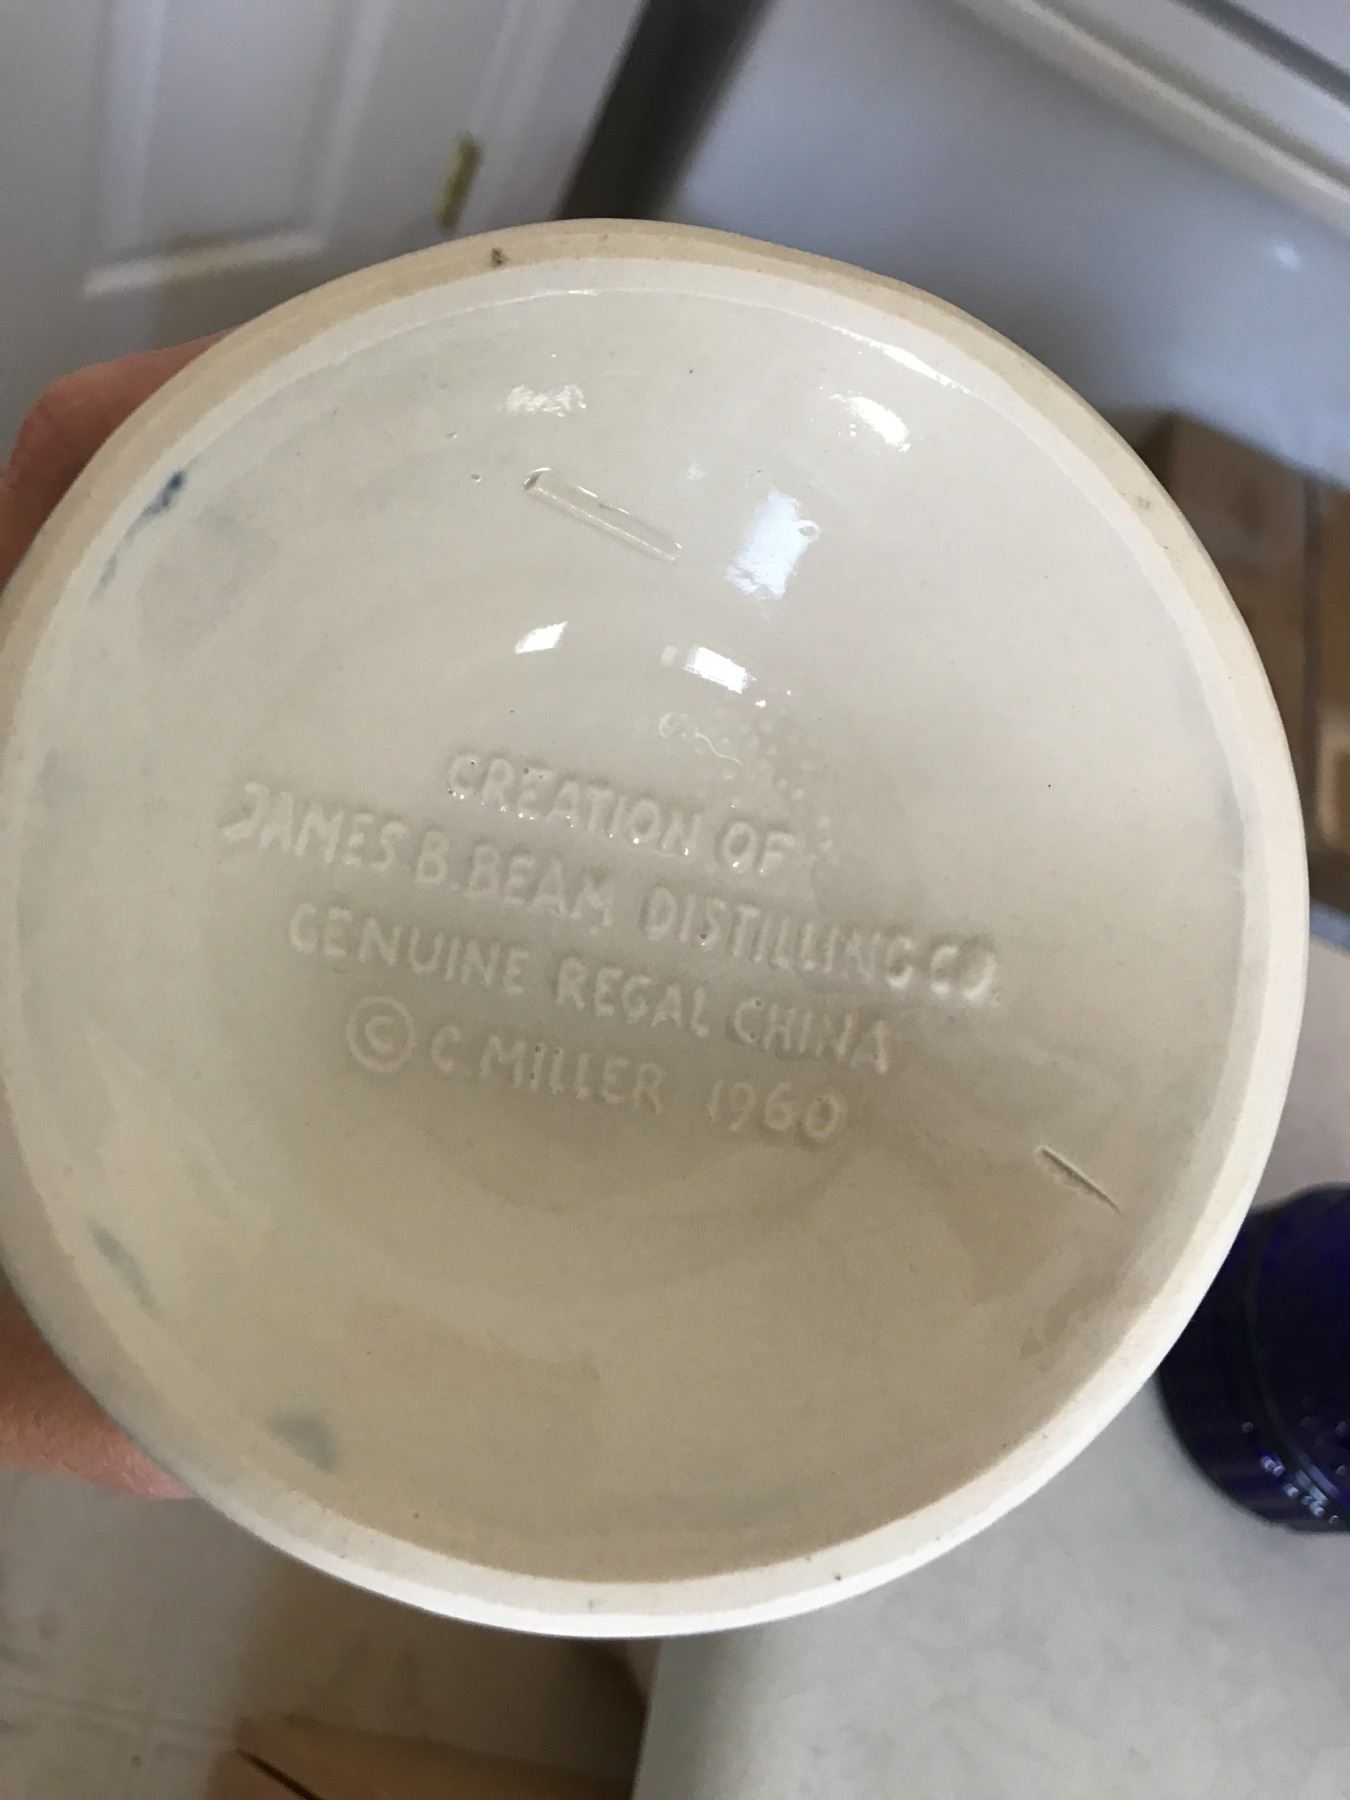 CREATION OF
JAMES B. BEAM DISTILLING CO.
GENUINE REGAL CHINA
© C MILLER 1960